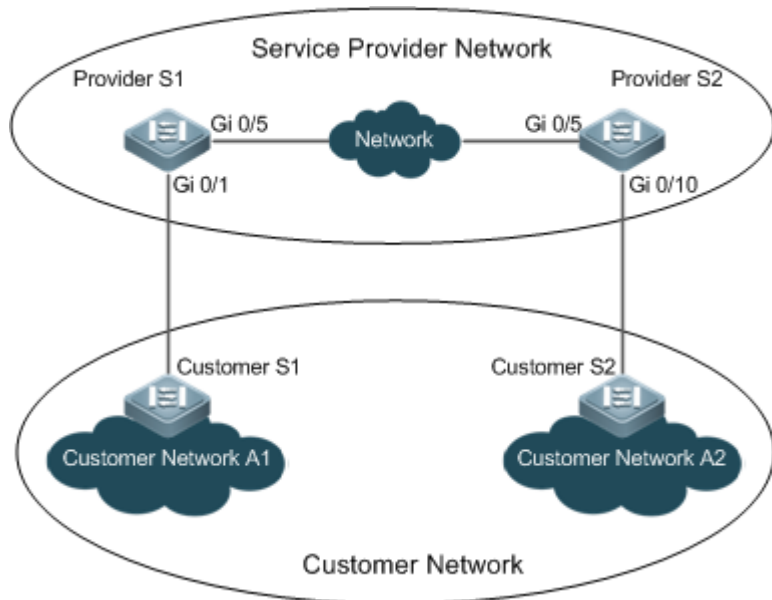 Service Provider Network
Provider S1
Provider S2
Gi 0/5
Network
Gi 0/5
Gi 0/1
Gi 0/10
Customer S1
Customer S2
Customer Network A1
Customer Network A2
Customer Network